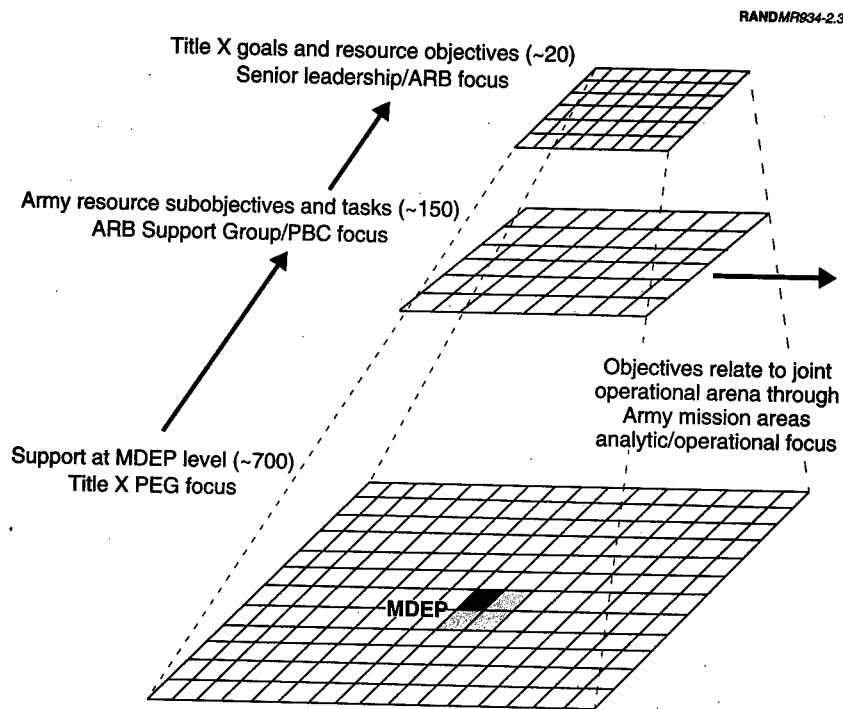 RANDMR934-2.3
Title X goals and resource objectives (~20)
Senior leadership/ARB focus
Army resource subobjectives and tasks (~150)
ARB Support Group/PBC focus
Objectives relate to joint
operational arena through
Army mission areas
analytic/operational focus
Support at MDEP level (~700)
Title X PEG focus
MDEP